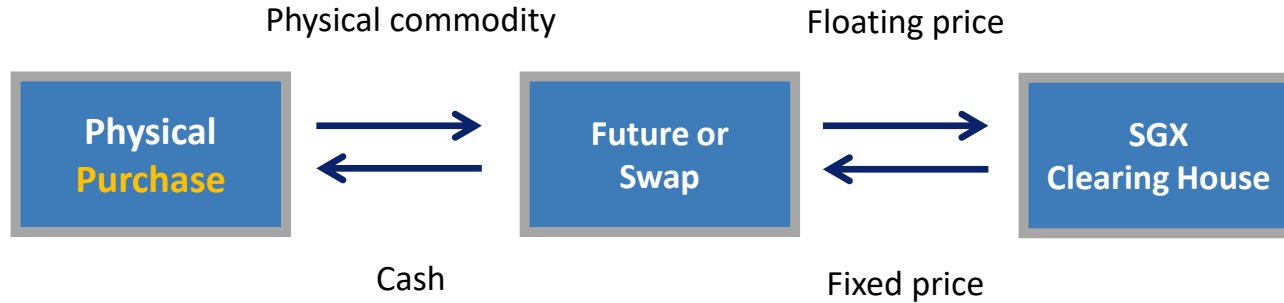 Physical commodity
Floating price
Physical
Purchase
Future or
Swap
SGX
Clearing House
Cash
Fixed price